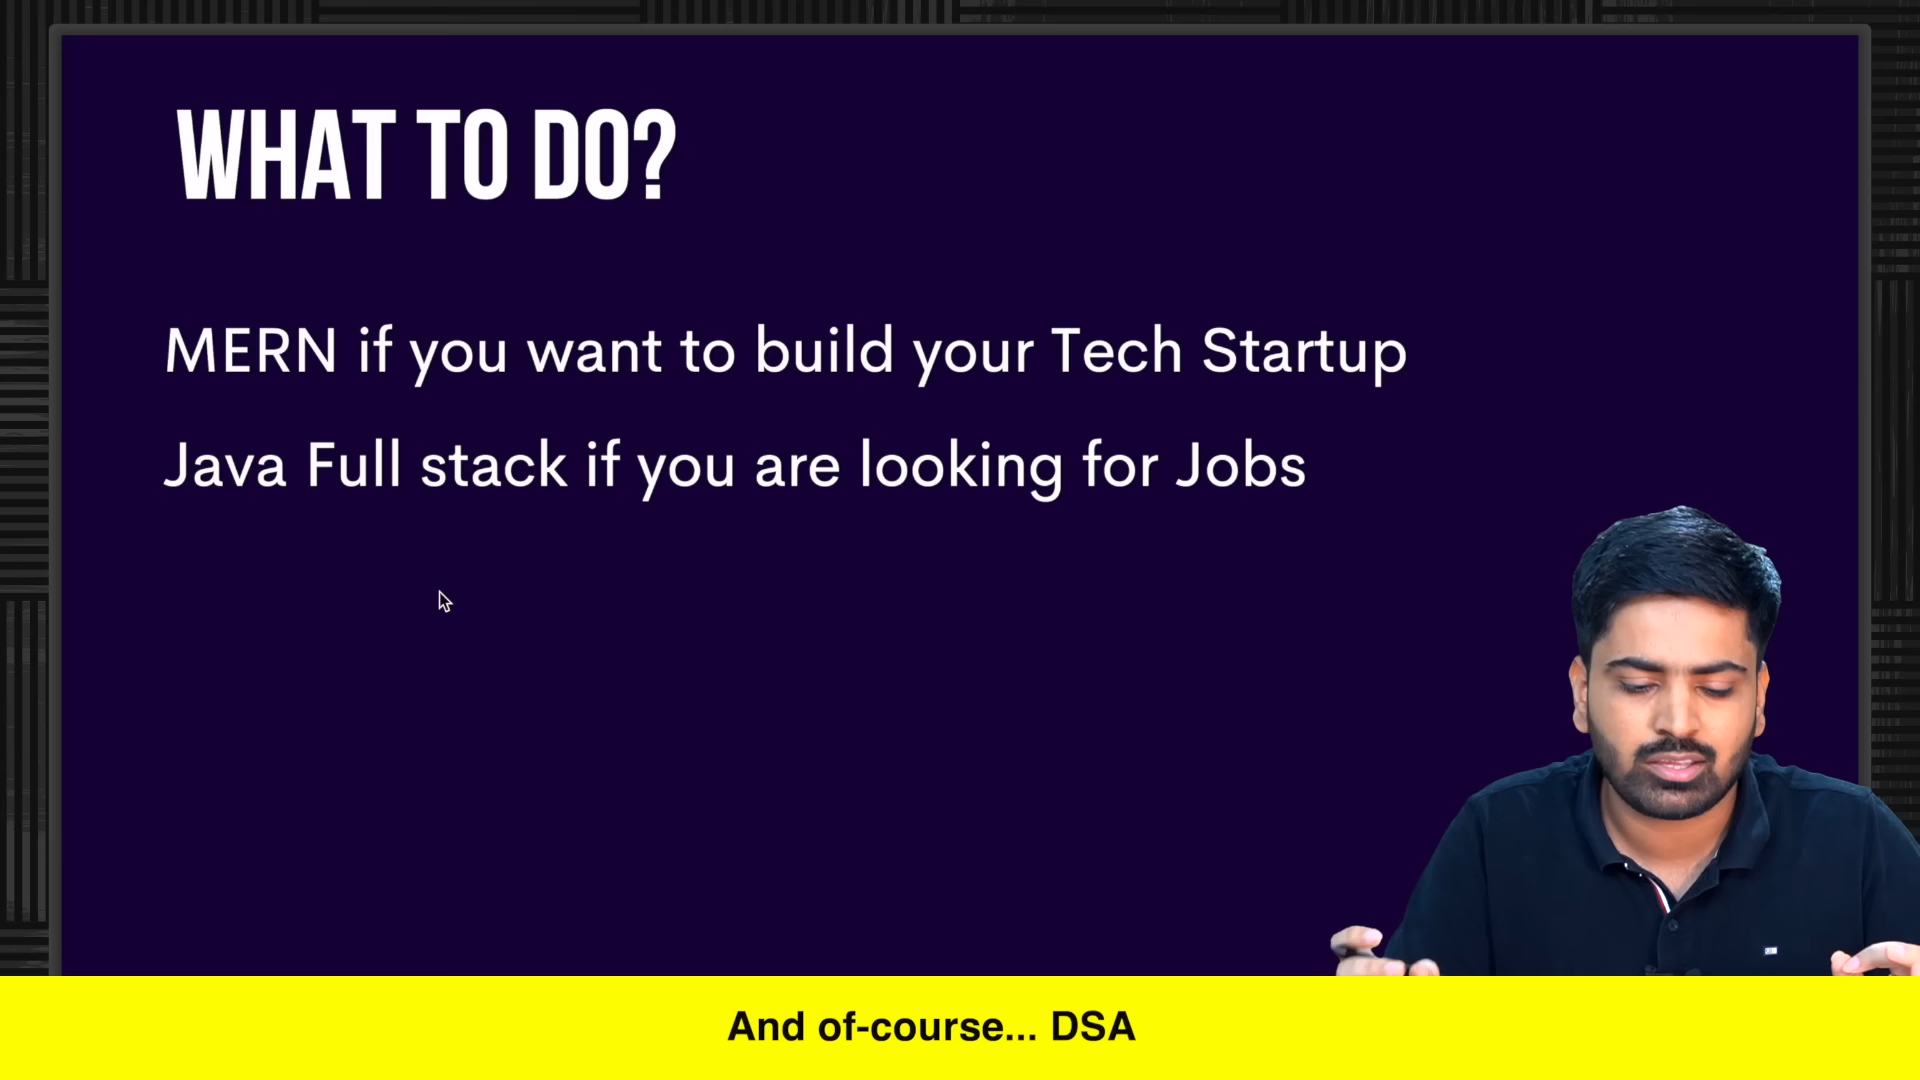 WHAT TO DO?
MERN if you want to build your Tech Startup
Java Full stack if you are looking for Jobs
And of-course... DSA